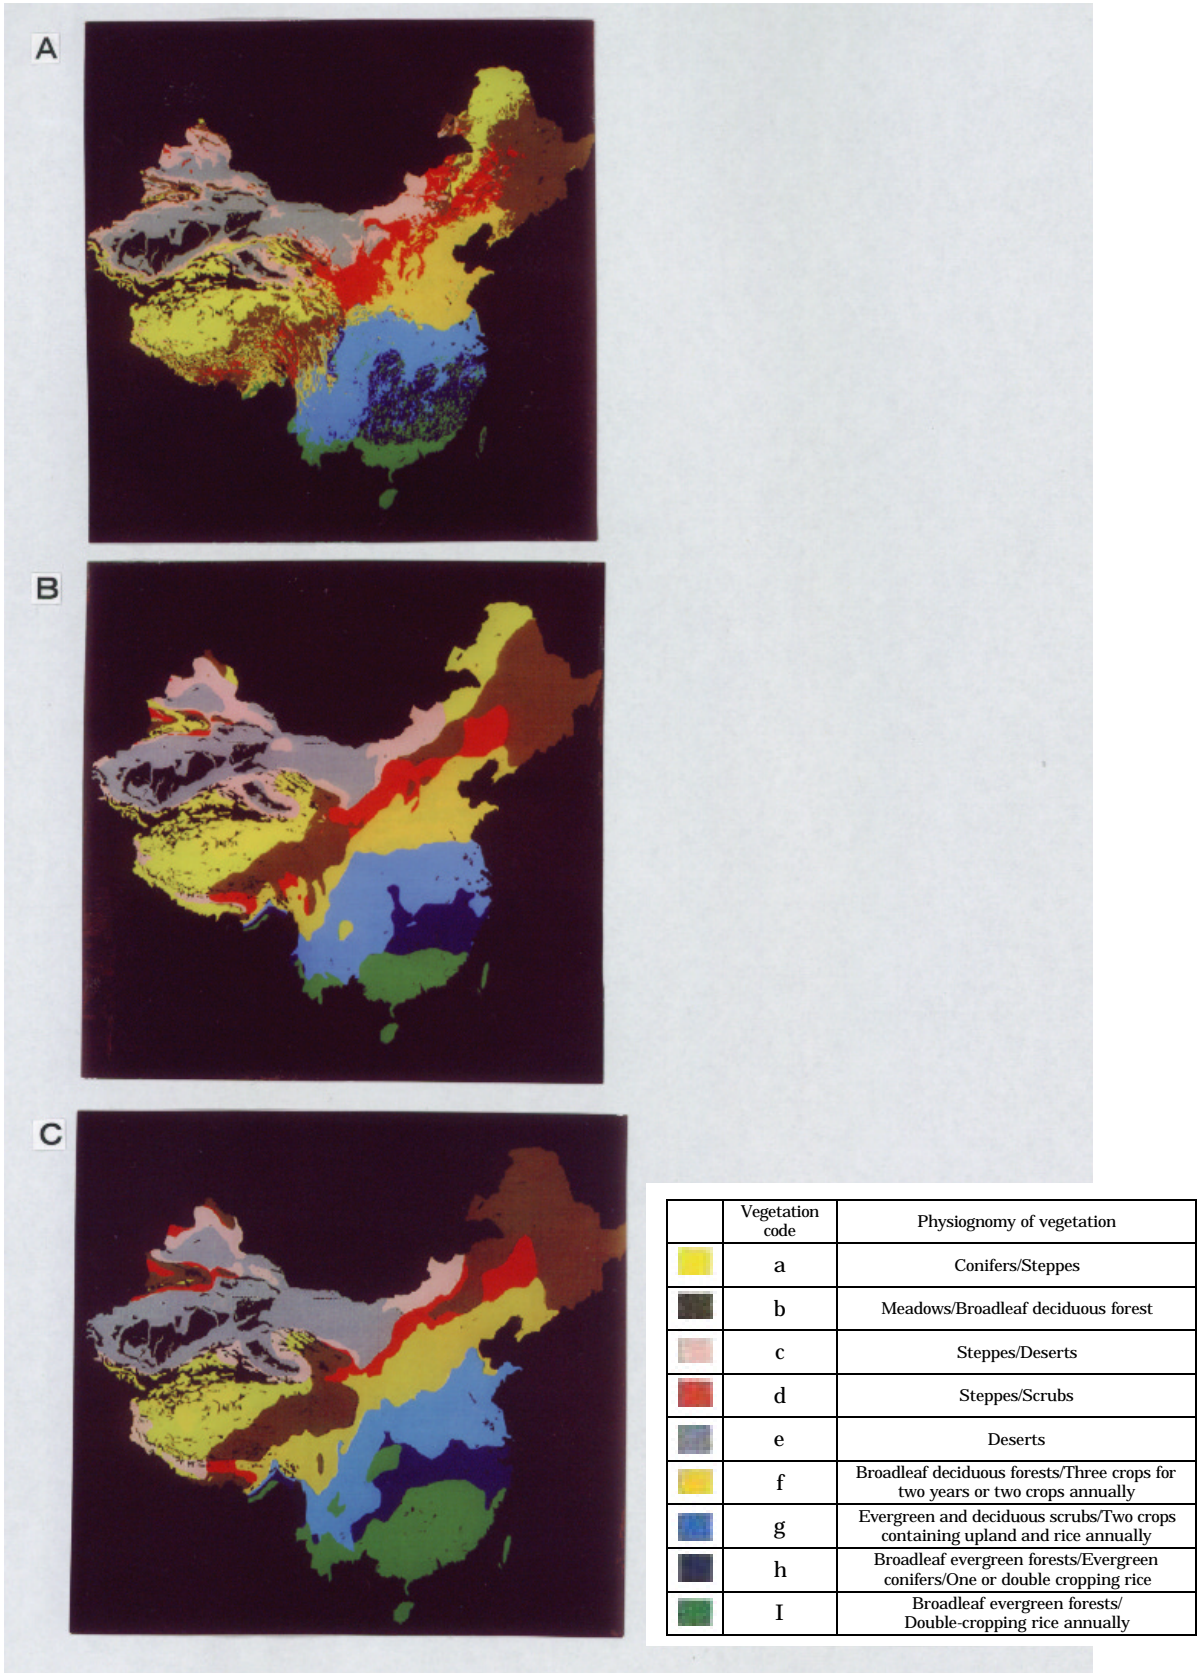 A
B
C
Vegetation
code
Physiognomy of vegetation
a
Conifers/Steppes
b
Meadows/Broadleaf deciduous forest
c
Steppes/Deserts
d
Steppes/Scrubs
e
Deserts
f
Broadleaf deciduous forests/Three crops for
two years or two crops annually
g
Evergreen and deciduous scrubs/Two crops
containing upland and rice annually
h
Broadleaf evergreen forests/Evergreen
conifers/One or double cropping rice
I
Broadleaf evergreen forests/
Double-cropping rice annually